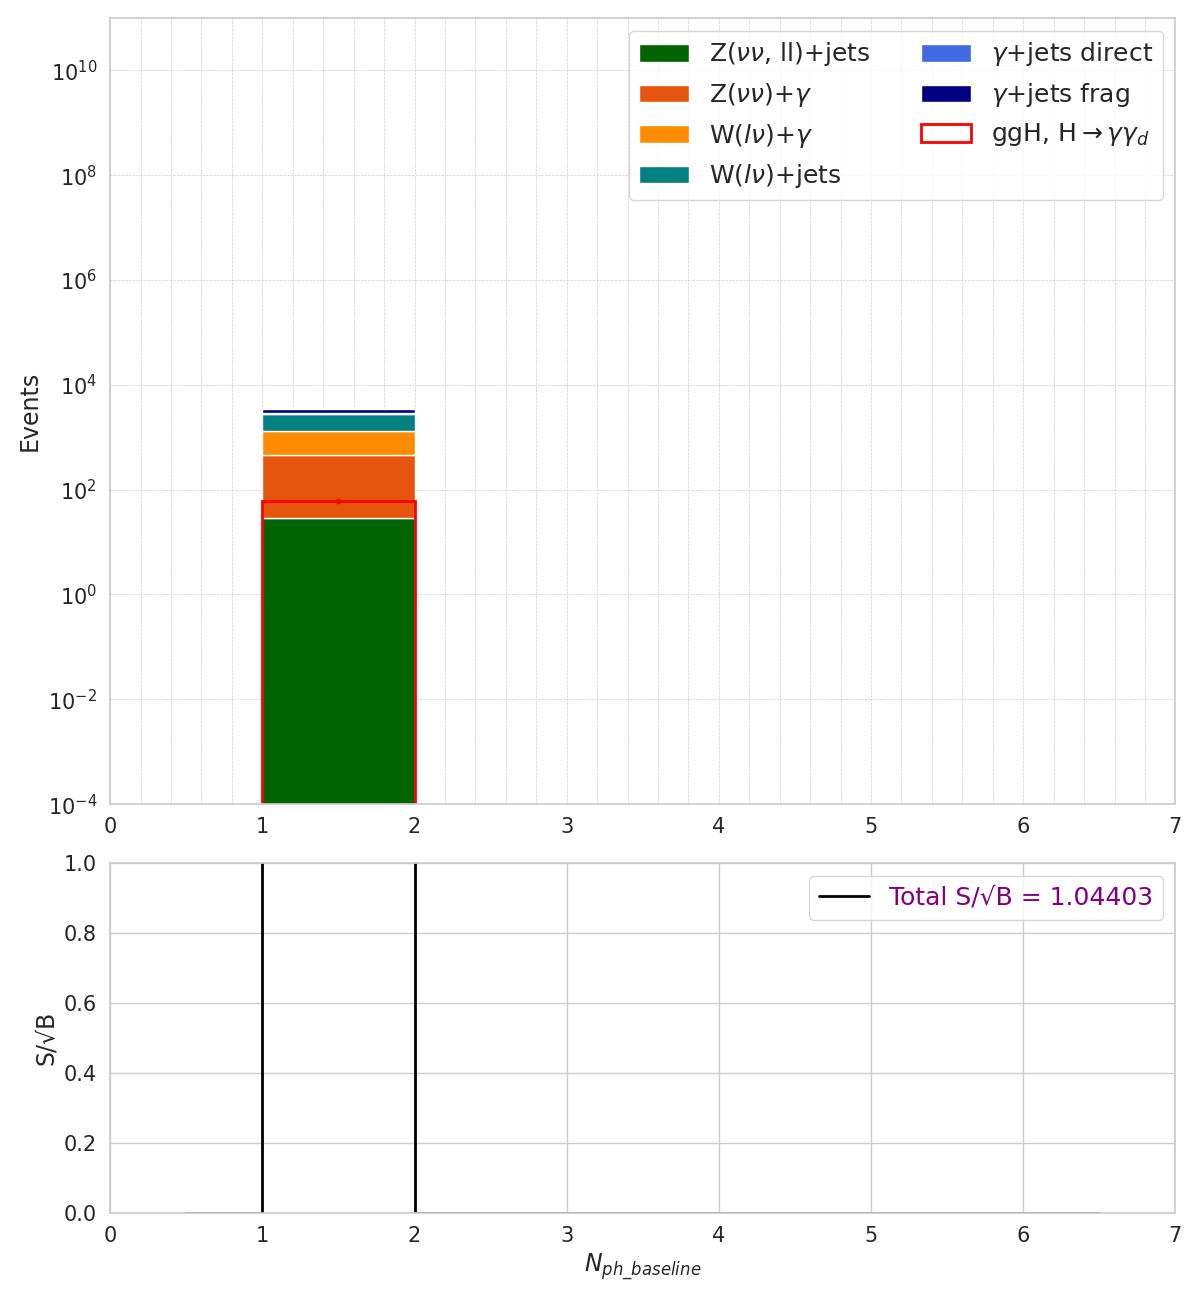 Events
10^10
10^8
10^6
10^4
10^2
10^0
10^−2
10^−4
0 1 2 3 4 5 6 7
Z(νν, ll)+jets
Z(νν)+γ
W(lν)+γ
W(lν)+jets
γ+jets direct
γ+jets frag
ggH, H→γγ_d
S/√B
1.0
0.8
0.6
0.4
0.2
0.0
Total S/√B = 1.04403
0 1 2 3 4 5 6 7
N_ph_baseline